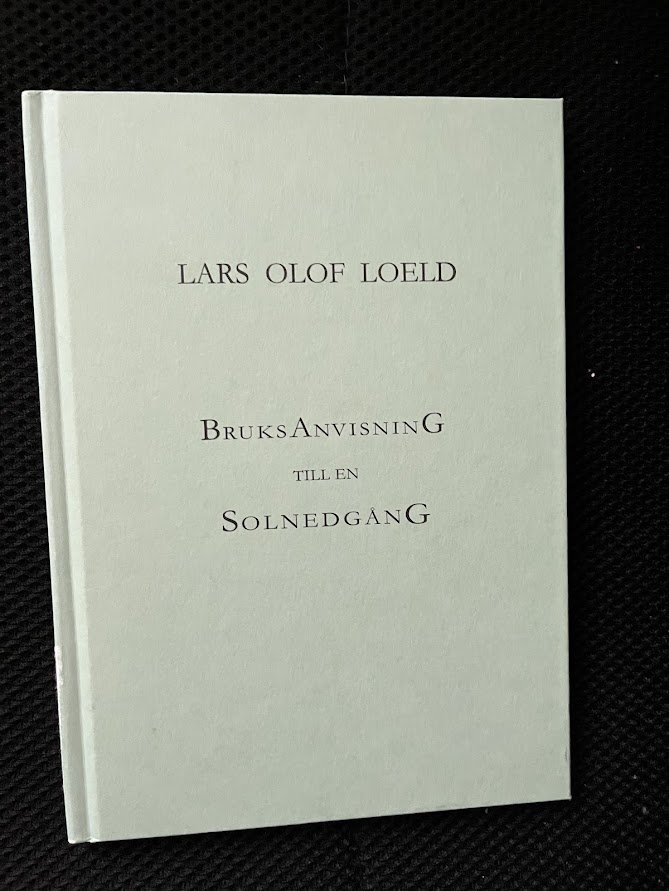 LARS OLOF LOELD
BRUKSANVISNING
TILL EN
SOLNEDGÅNG